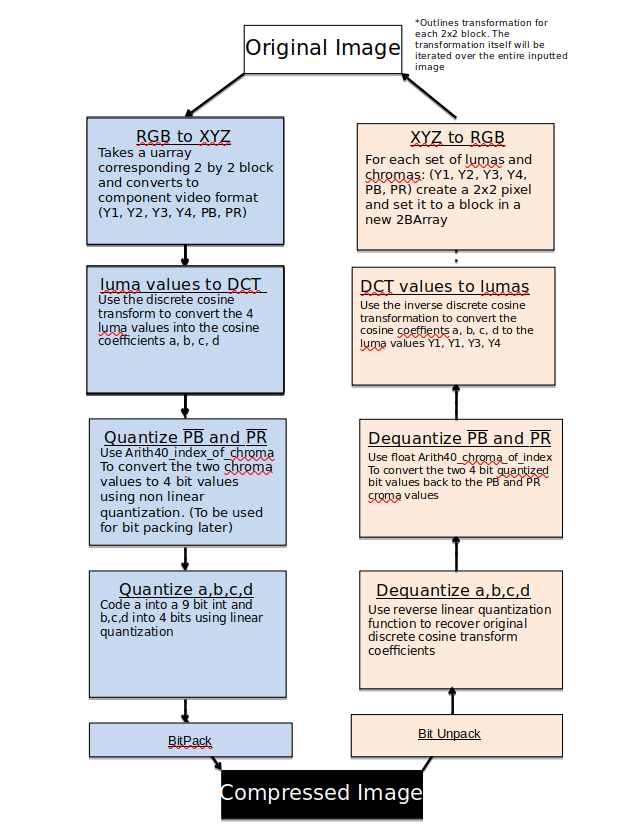 Original Image
*Outlines transformation for
each 2x2 block. The
transformation itself will be
iterated over the entire inputted
image
RGB to XYZ
Takes a uarray
corresponding 2 by 2 block
and converts to
component video format
(Y1, Y2, Y3, Y4, PB, PR)
luma values to DCT
Use the discrete cosine
transform to convert the 4
luma values into the cosine
coefficients a, b, c, d
Quantize PB and PR
Use Arith40_index_of_chroma
To convert the two chroma
values to 4 bit values
using non linear
quantization. (To be used
for bit packing later)
Quantize a,b,c,d
Code a into a 9 bit int and
b,c,d into 4 bits using linear
quantization
BitPack
XYZ to RGB
For each set of lumas and
chromas: (Y1, Y2, Y3, Y4,
PB, PR) create a 2x2 pixel
and set it to a block in a
new 2BArray
DCT values to lumas
Use the inverse discrete cosine
transformation to convert the
cosine coeffients a, b, c, d to the
luma values Y1, Y1, Y3, Y4
Dequantize PB and PR
Use float Arith40_chroma_of_index
To convert the two 4 bit quantized
bit values back to the PB and PR
croma values
Dequantize a,b,c,d
Use reverse linear quantization
function to recover original
discrete cosine transform
coefficients
Bit Unpack
Compressed Image